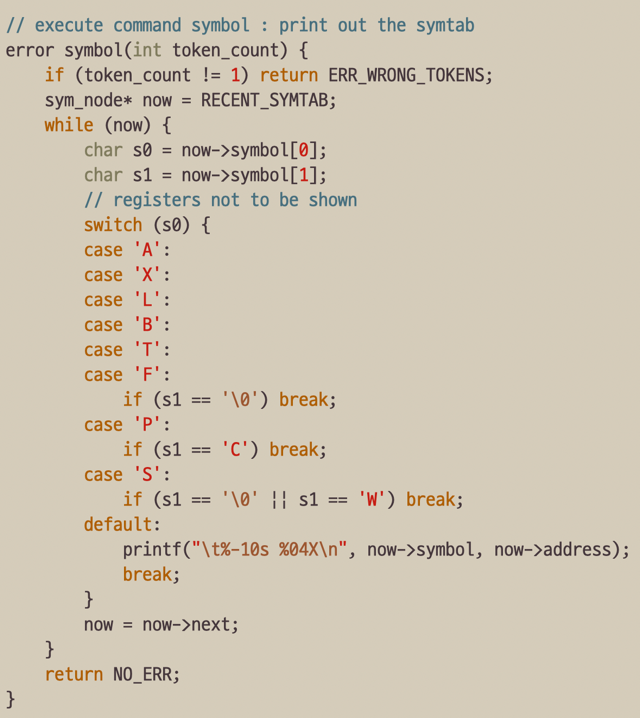 // execute command symbol : print out the symtab
error symbol(int token_count) {
    if (token_count != 1) return ERR_WRONG_TOKENS;
    sym_node* now = RECENT_SYMTAB;
    while (now) {
        char s0 = now->symbol[0];
        char s1 = now->symbol[1];
        // registers not to be shown
        switch (s0) {
        case 'A':
        case 'X':
        case 'L':
        case 'B':
        case 'T':
        case 'F':
            if (s1 == '\0') break;
        case 'P':
            if (s1 == 'C') break;
        case 'S':
            if (s1 == '\0' || s1 == 'W') break;
        default:
            printf("\t%-10s %04X\n", now->symbol, now->address);
            break;
        }
        now = now->next;
    }
    return NO_ERR;
}